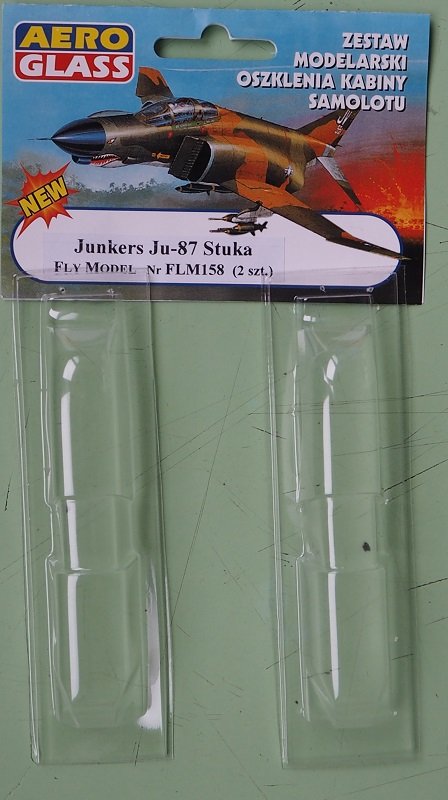 AERO
GLASS
ZESTAW
MODELARSKI
OSZKLENIA KABINY
SAMOLOTU
NEW
Junkers Ju-87 Stuka
FLY MODEL Nr FLM158 (2 szt.)